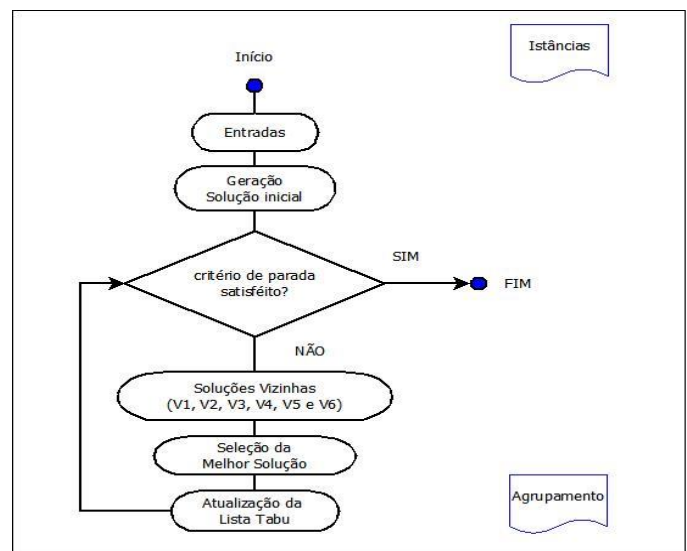 Istâncias
Início
Entradas
Geração
Solução inicial
SIM
critério de parada
satisféito?
FIM
NÃO
Soluções Vizinhas
(V1, V2, V3, V4, V5 e V6)
Seleção da
Melhor Solução
Atualização da
Lista Tabu
Agrupamento